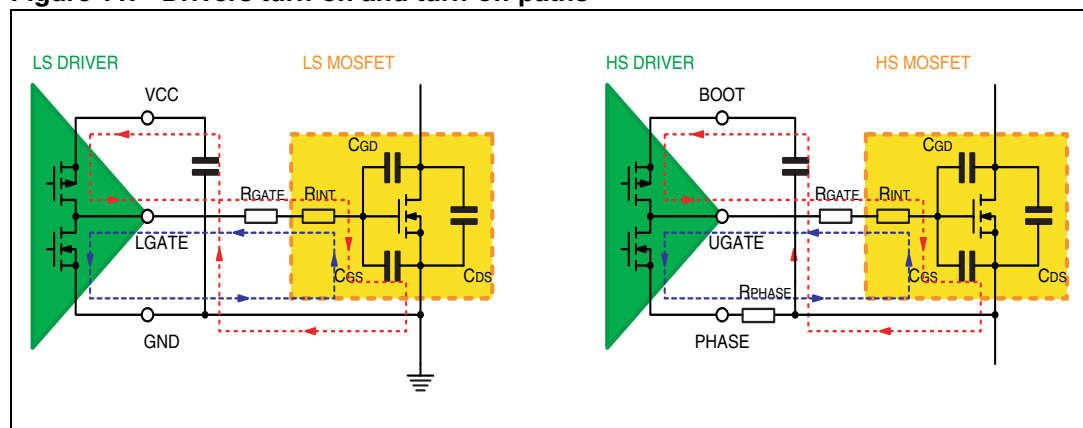 LS DRIVER
LS MOSFET
VCC
CGD
RGATE
RINT
LGATE
CGS
CDS
GND
HS DRIVER
HS MOSFET
BOOT
CGD
RGATE
RINT
UGATE
CGS
CDS
RPHASE
PHASE